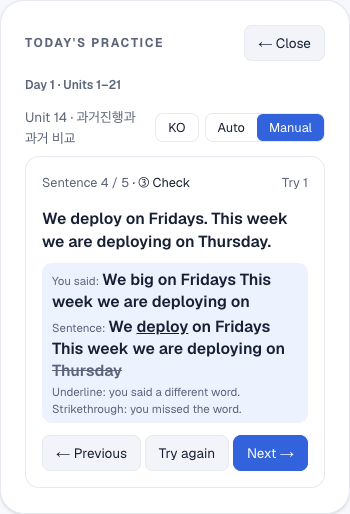 TODAY'S PRACTICE
← Close
Day 1 · Units 1–21
Unit 14 · 과거진행과
과거 비교
KO
Auto
Manual
Sentence 4 / 5 · ③ Check
Try 1
We deploy on Fridays. This week
we are deploying on Thursday.
You said: We big on Fridays This
week we are deploying on
Sentence: We deploy on Fridays
This week we are deploying on
Thursday
Underline: you said a different word.
Strikethrough: you missed the word.
← Previous
Try again
Next →